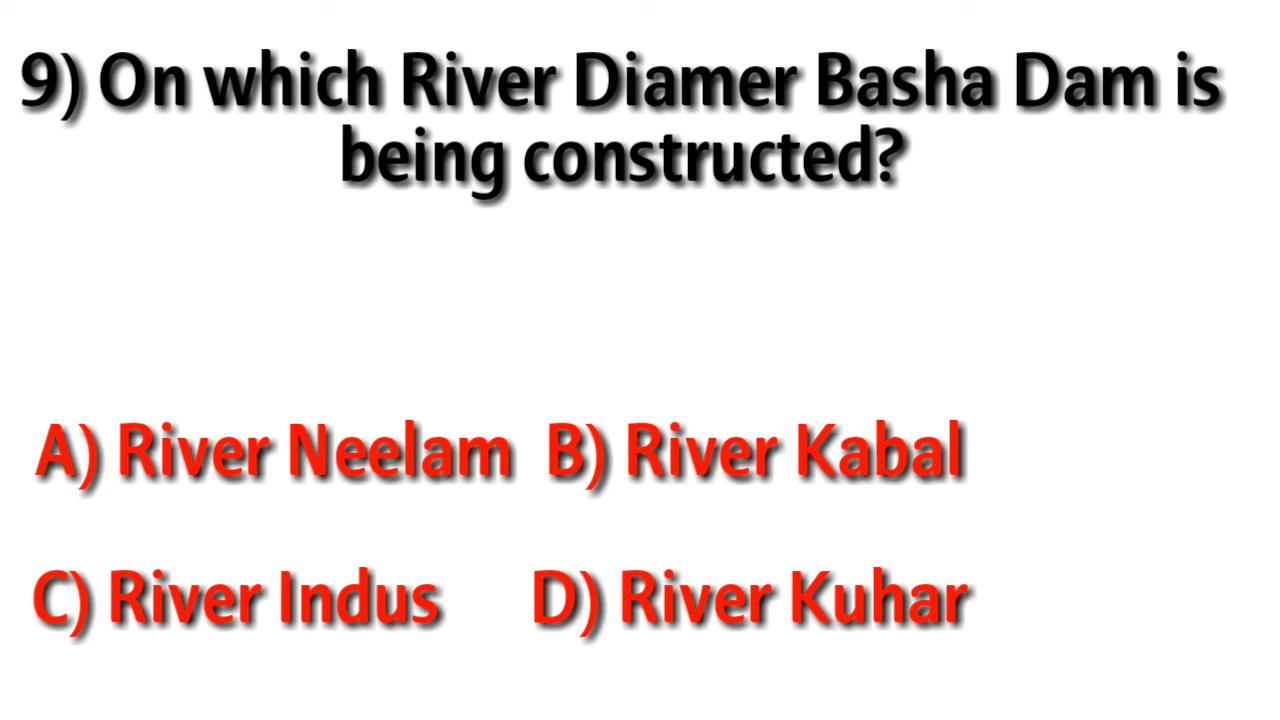 9) On which River Diamer Basha Dam is
being constructed?
A) River Neelam B) River Kabal
C) River Indus D) River Kuhar